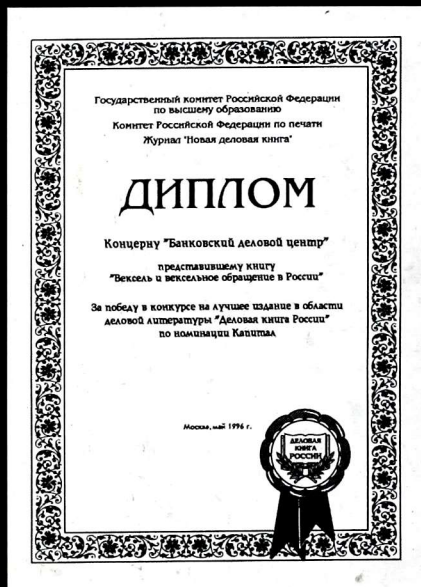 Государственный комитет Российской Федерации
по высшему образованию
Комитет Российской Федерации по печати
Журнал "Новая деловая книга"
ДИПЛОМ
Концерну "Банковский деловой центр"
представившему книгу
"Вексель и вексельное обращение в России"
За победу в конкурсе на лучшее издание в области
деловой литературы "Деловая книга России"
по номинации Капитал
Москва, май 1996 г.
ДЕЛОВАЯ
КНИГА
РОССИИ